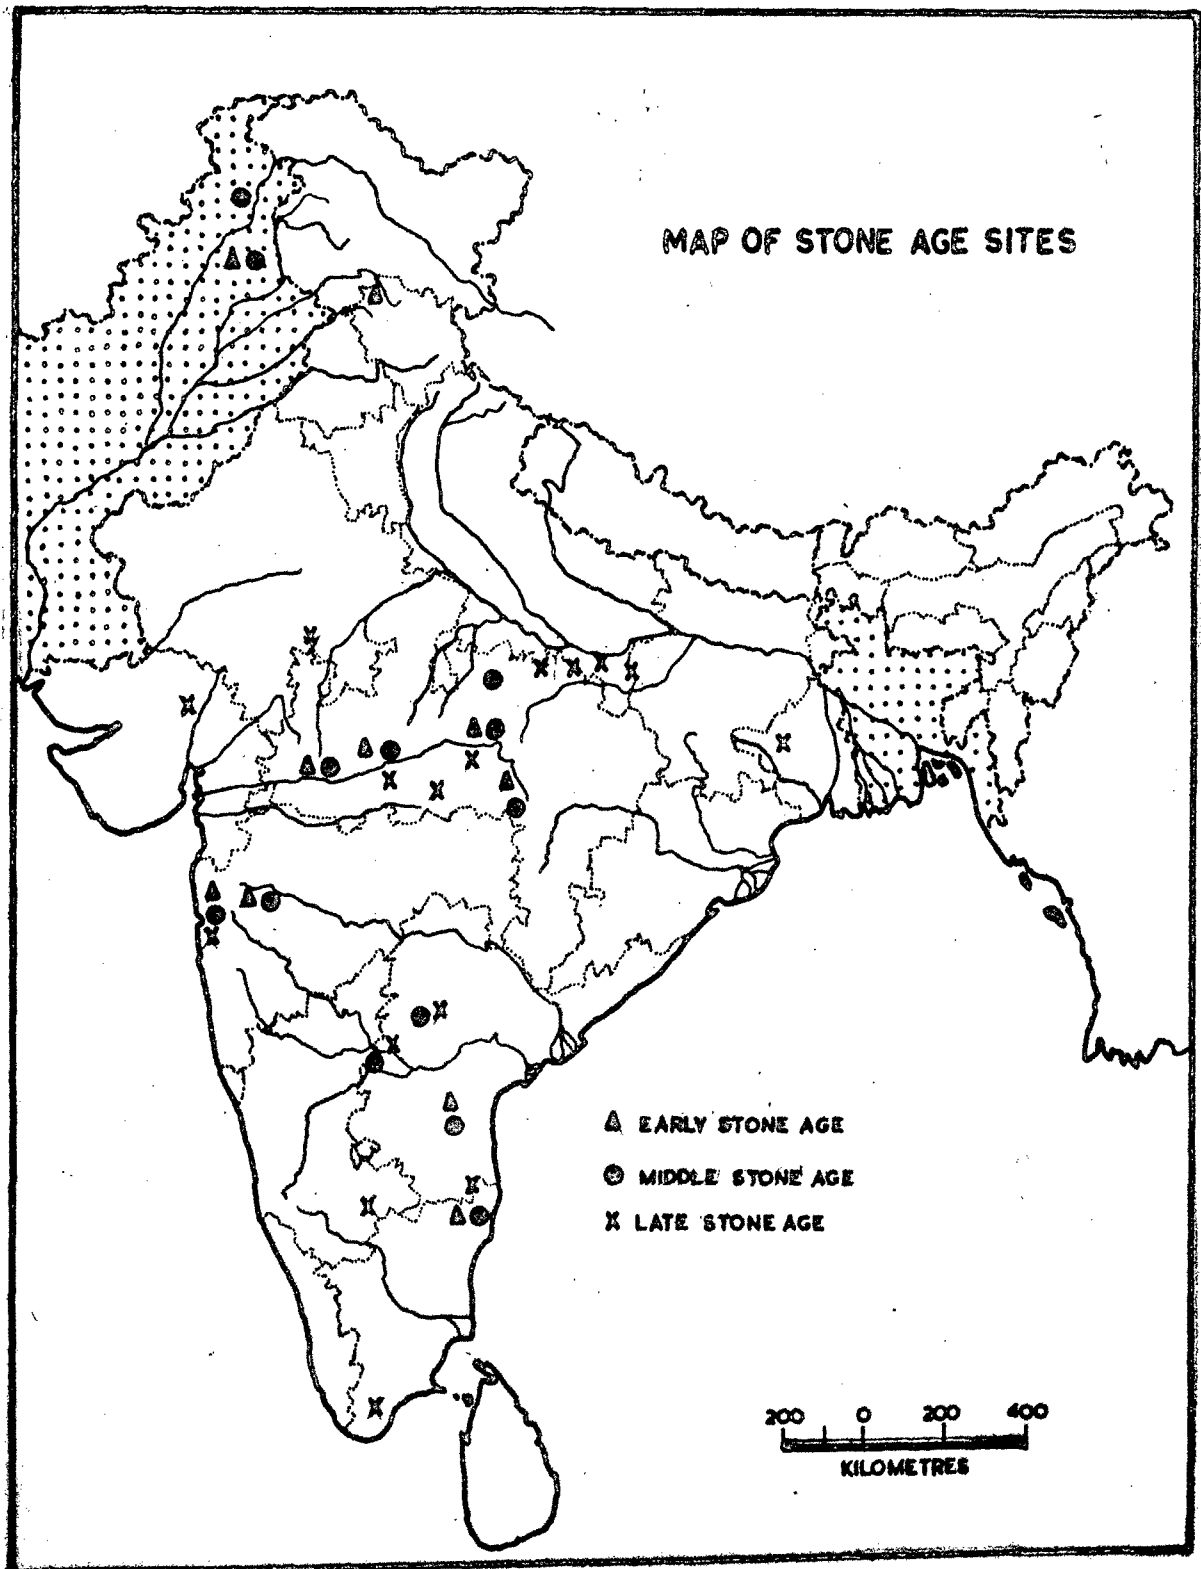 MAP OF STONE AGE SITES
EARLY STONE AGE
MIDDLE STONE AGE
LATE STONE AGE
200 0 200 400
KILOMETRES